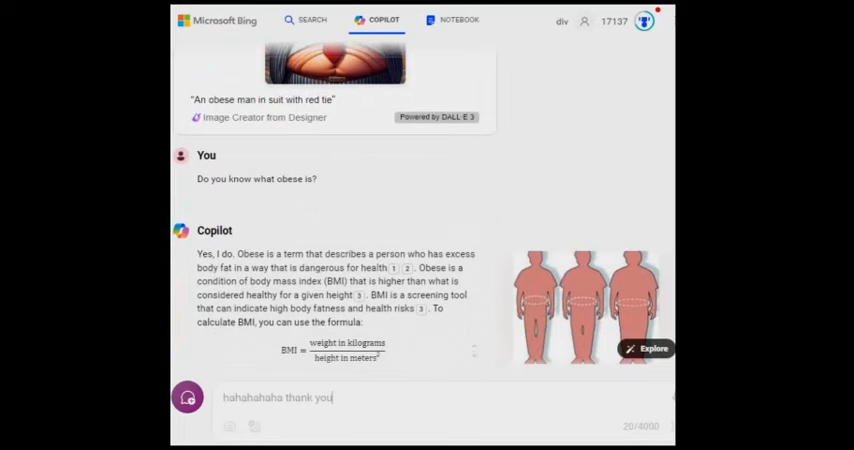 Microsoft Bing SEARCH COPILOT NOTEBOOK div 17137
“An obese man in suit with red tie”
Image Creator from Designer Powered by DALL·E 3
You
Do you know what obese is?
Copilot
Yes, I do. Obese is a term that describes a person who has excess
body fat in a way that is dangerous for health 1 2 . Obese is a
condition of body mass index (BMI) that is higher than what is
considered healthy for a given height 3 . BMI is a screening tool
that can indicate high body fatness and health risks 3 . To
calculate BMI, you can use the formula:
BMI = weight in kilograms
height in meters²
Explore
hahahahaha thank you
20/4000